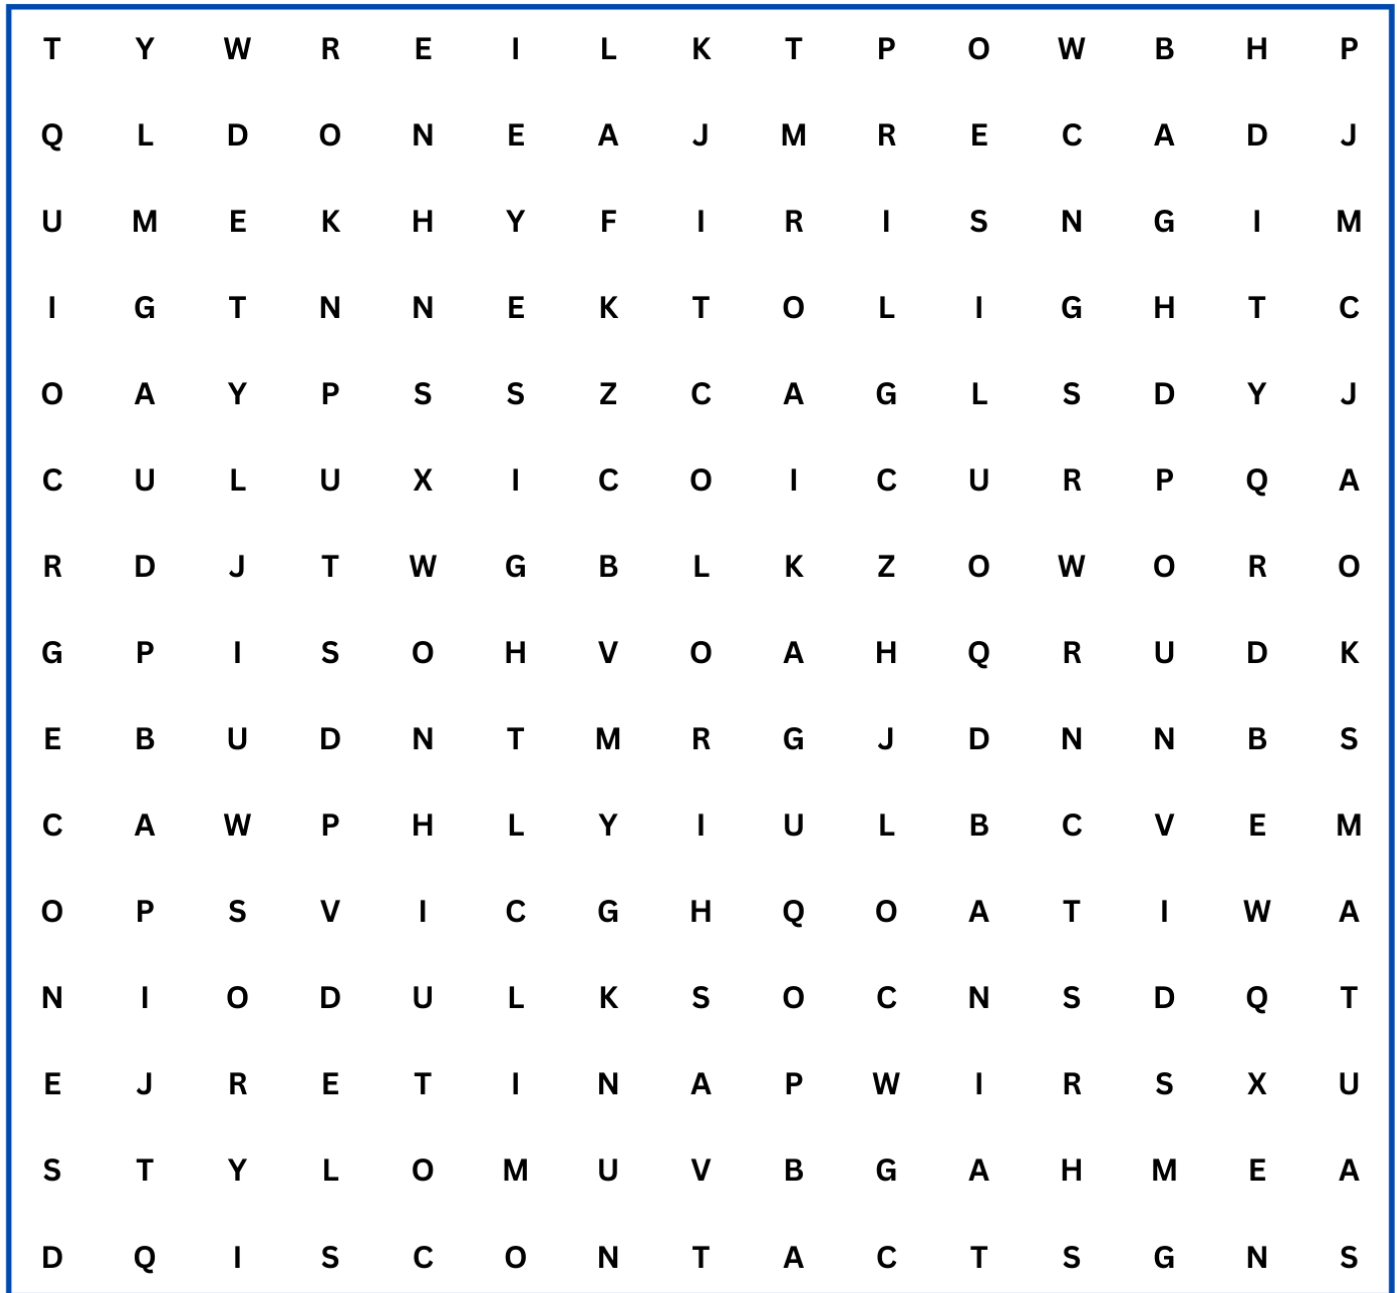 T Y W R E I L K T P O W B H P
Q L D O N E A J M R E C A D J
U M E K H Y F I R I S N G I M
I G T N N E K T O L I G H T C
O A Y P S S Z C A G L S D Y J
C U L U X I C O I C U R P Q A
R D J T W G B L K Z O W O R O
G P I S O H V O A H Q R U D K
E B U D N T M R G J D N N B S
C A W P H L Y I U L B C V E M
O P S V I C G H Q O A T I W A
N I O D U L K S O C N S D Q T
E J R E T I N A P W I R S X U
S T Y L O M U V B G A H M E A
D Q I S C O N T A C T S G N S